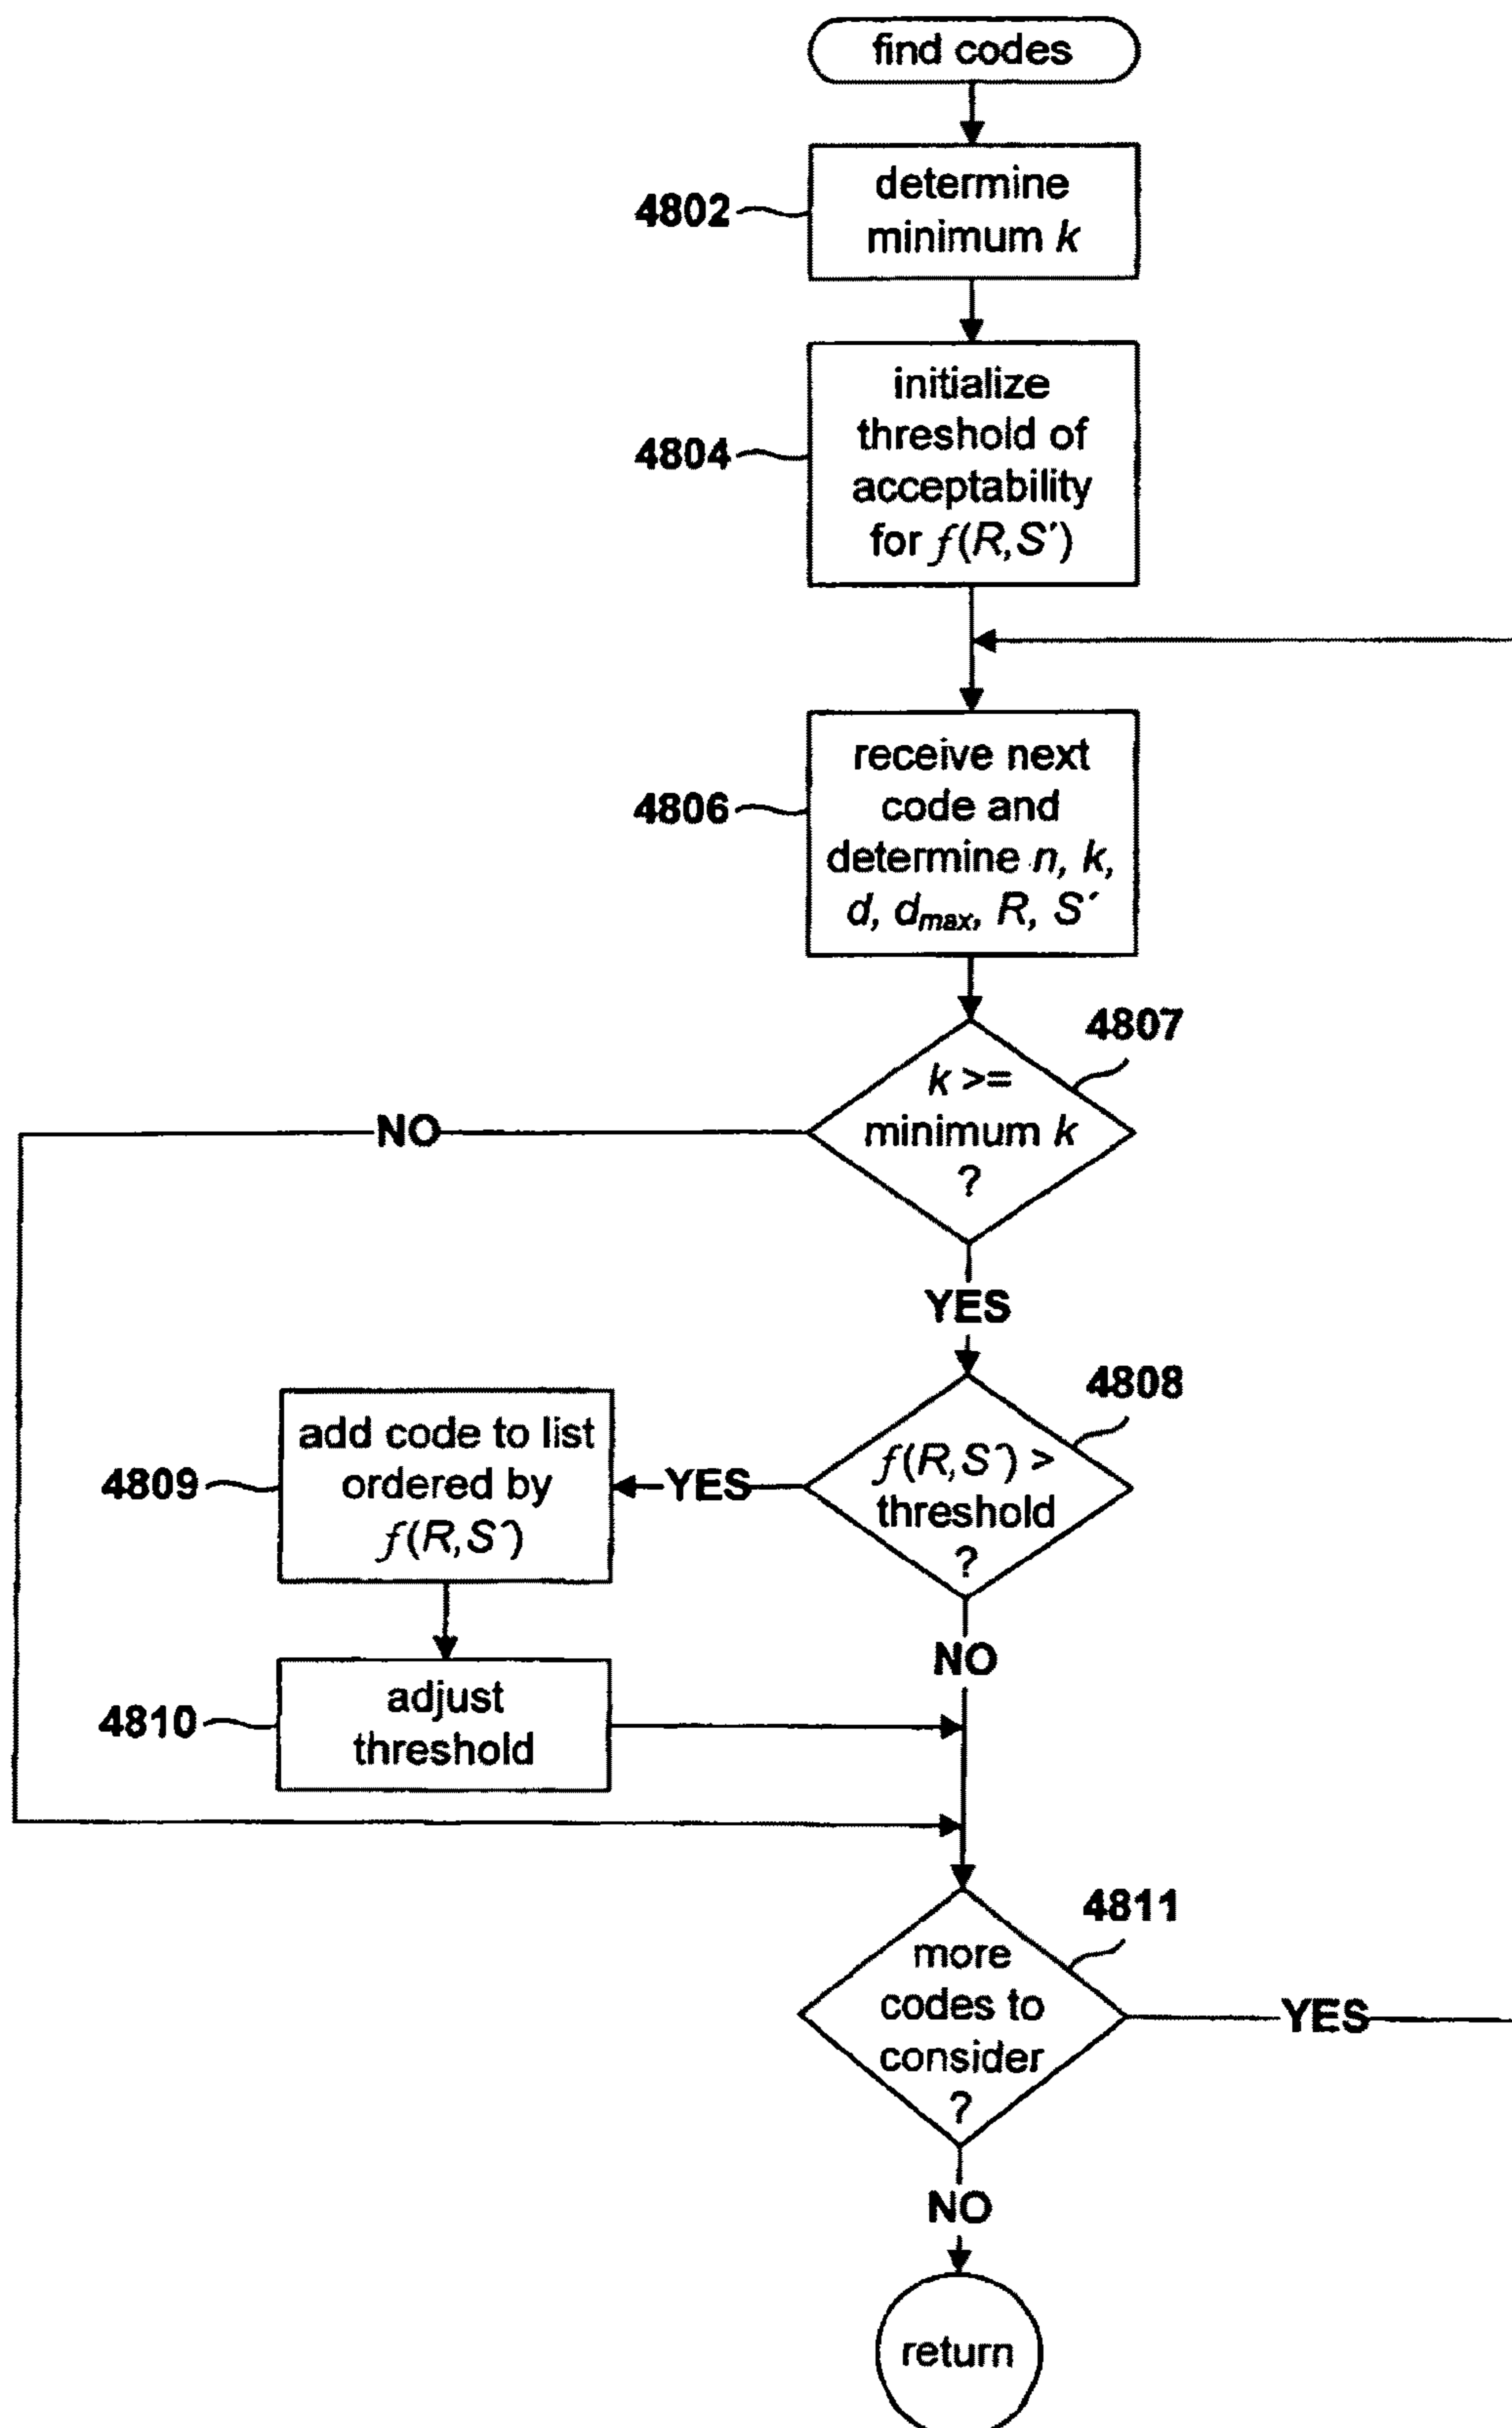 find codes
4802
determine
minimum k
4804
initialize
threshold of
acceptability
for f(R,S′)
4806
receive next
code and
determine n, k,
d, dmax, R, S′
4807
k >=
minimum k
?
NO
YES
4808
f(R,S′) >
threshold
?
YES
4809
add code to list
ordered by
f(R,S′)
NO
4810
adjust
threshold
4811
more
codes to
consider
?
YES
NO
return